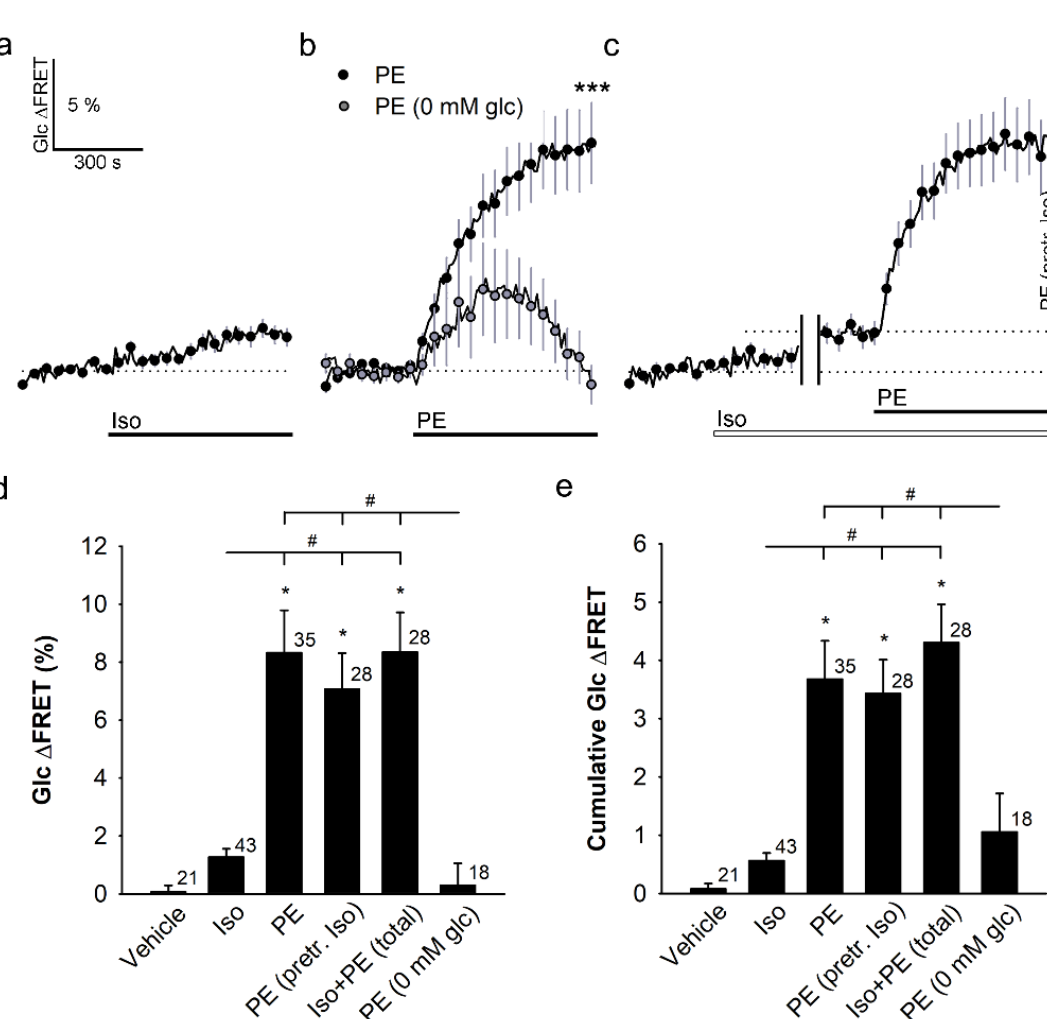 a
b
c
Glc ΔFRET
5 %
300 s
PE
PE (0 mM glc)
***
PE (pretr. Iso)
Iso
PE
PE
Iso
d
e
#
#
#
#
12
10
8
6
4
2
0
Glc ΔFRET (%)
*
*
*
21
43
35
28
28
18
Vehicle
Iso
PE
PE (pretr. Iso)
Iso+PE (total)
PE (0 mM glc)
6
5
4
3
2
1
0
Cumulative Glc ΔFRET
*
*
*
21
43
35
28
28
18
Vehicle
Iso
PE
PE (pretr. Iso)
Iso+PE (total)
PE (0 mM glc)